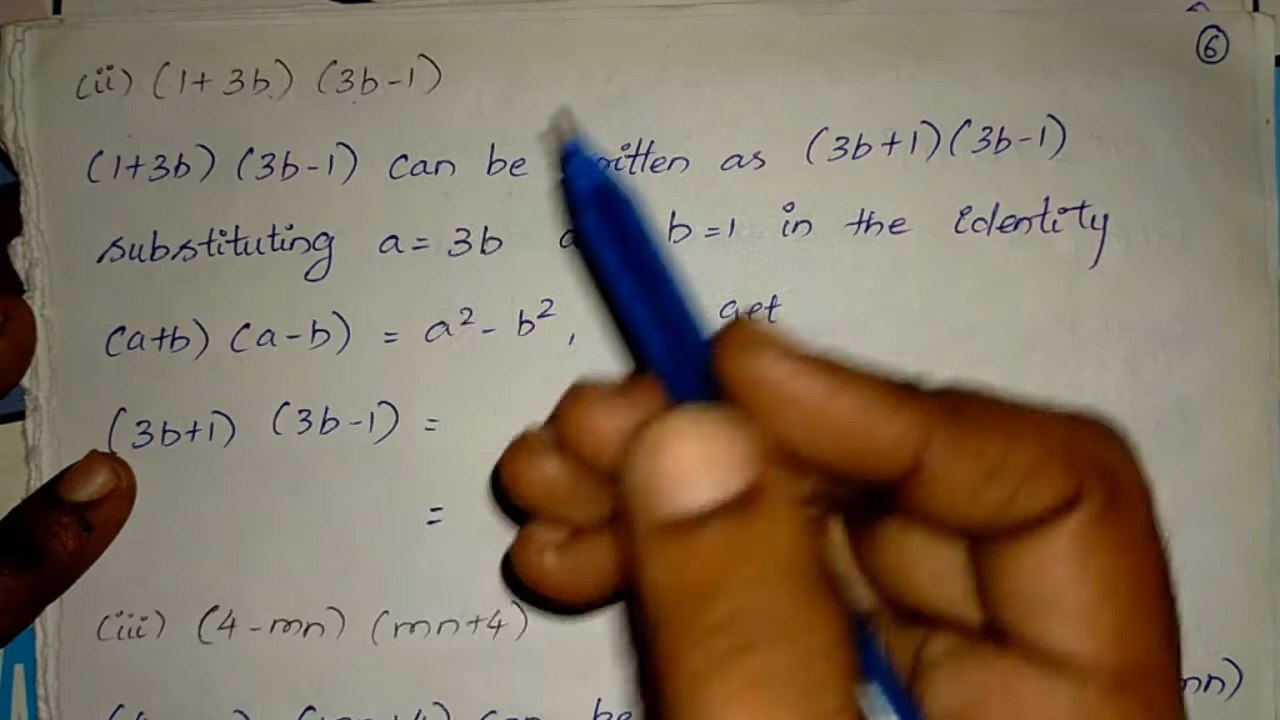 6
(ii) (1+3b) (3b-1)
(1+3b) (3b-1) can be written as (3b+1)(3b-1)
substituting a = 3b b = 1 in the identity
(a+b) (a-b) = a² - b², get
(3b+1) (3b-1) =
=
(iii) (4-mn) (mn+4)
be mn)